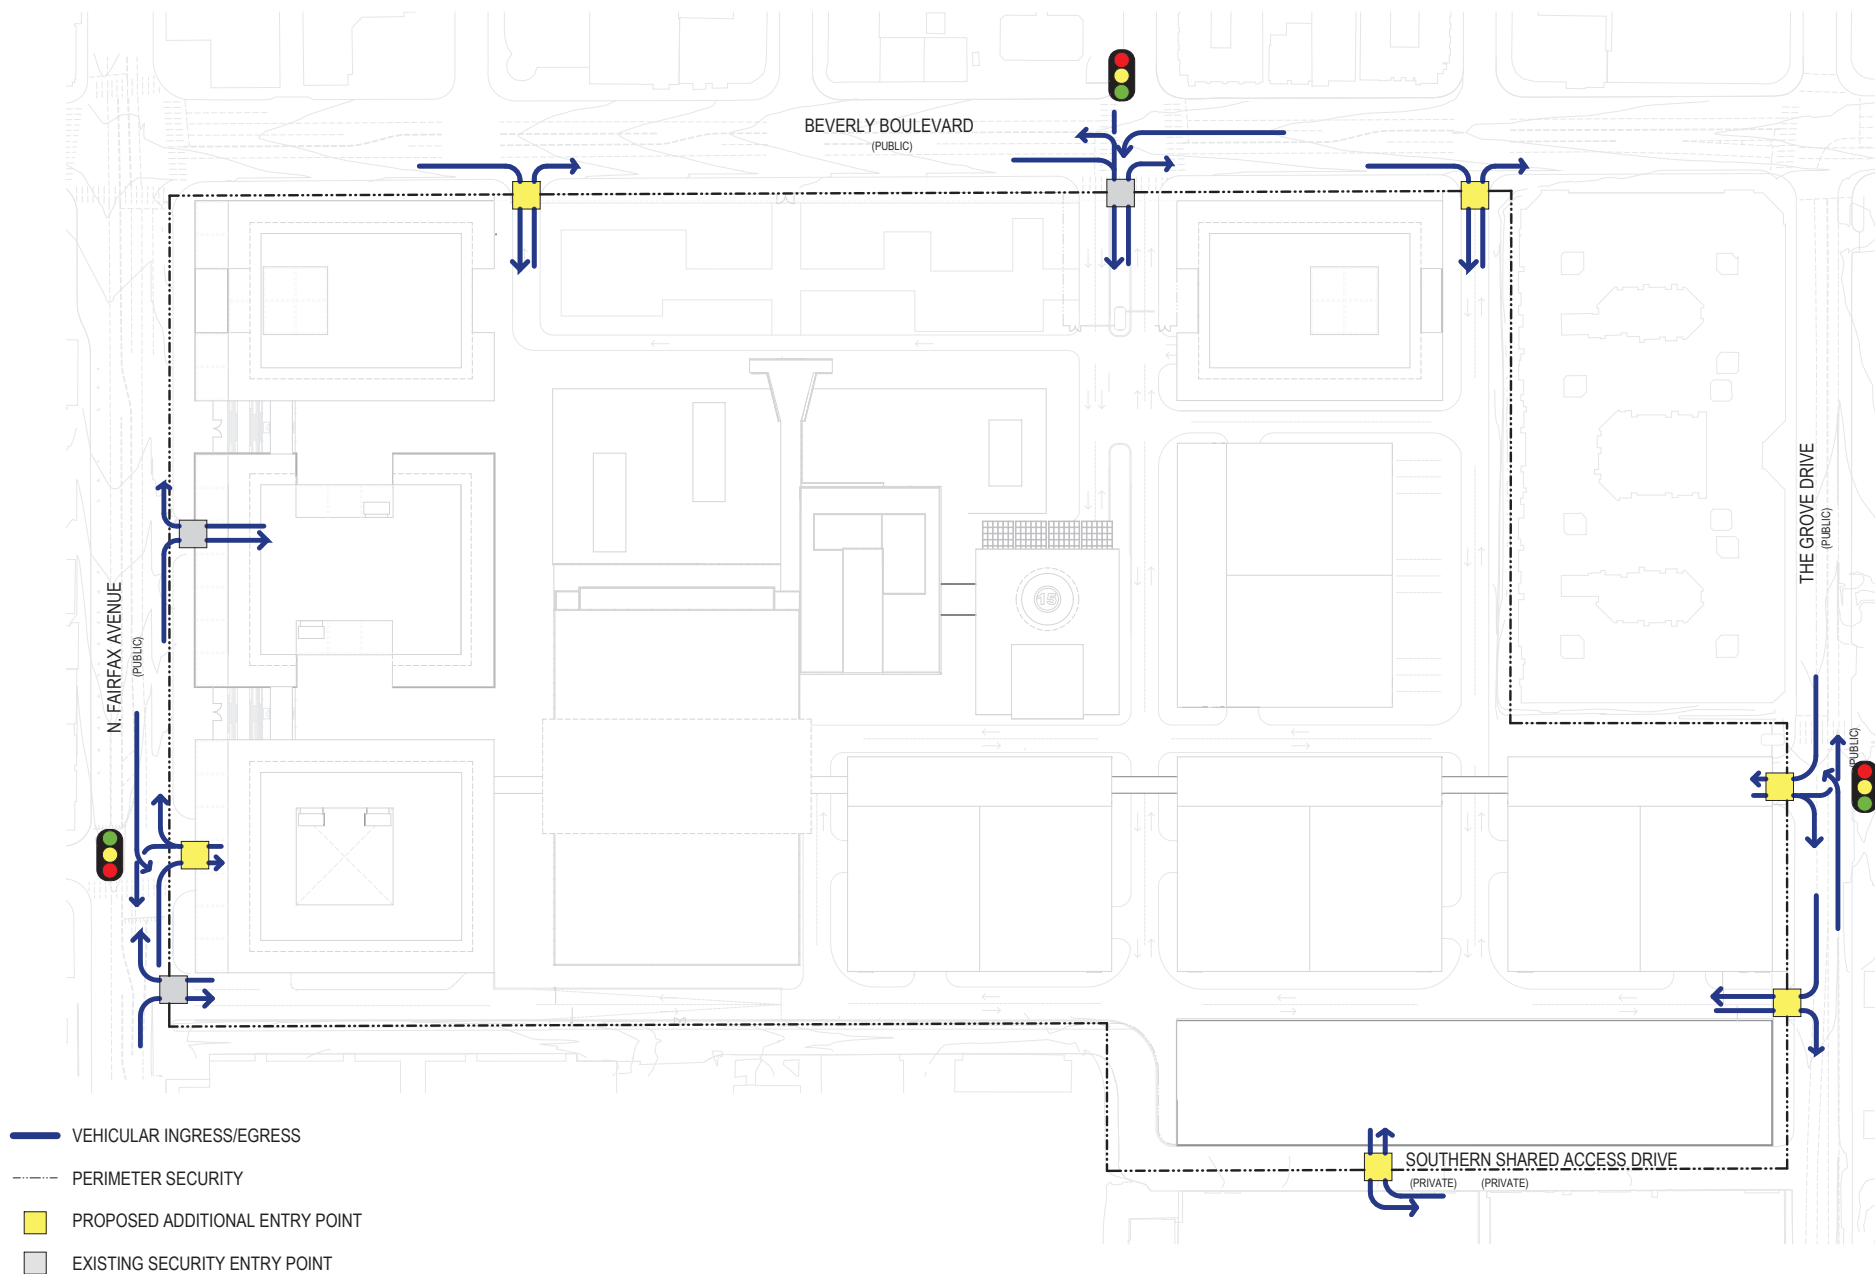 BEVERLY BOULEVARD
(PUBLIC)
N. FAIRFAX AVENUE
(PUBLIC)
THE GROVE DRIVE
(PUBLIC)
(PUBLIC)
15
SOUTHERN SHARED ACCESS DRIVE
(PRIVATE) (PRIVATE)
VEHICULAR INGRESS/EGRESS
PERIMETER SECURITY
PROPOSED ADDITIONAL ENTRY POINT
EXISTING SECURITY ENTRY POINT